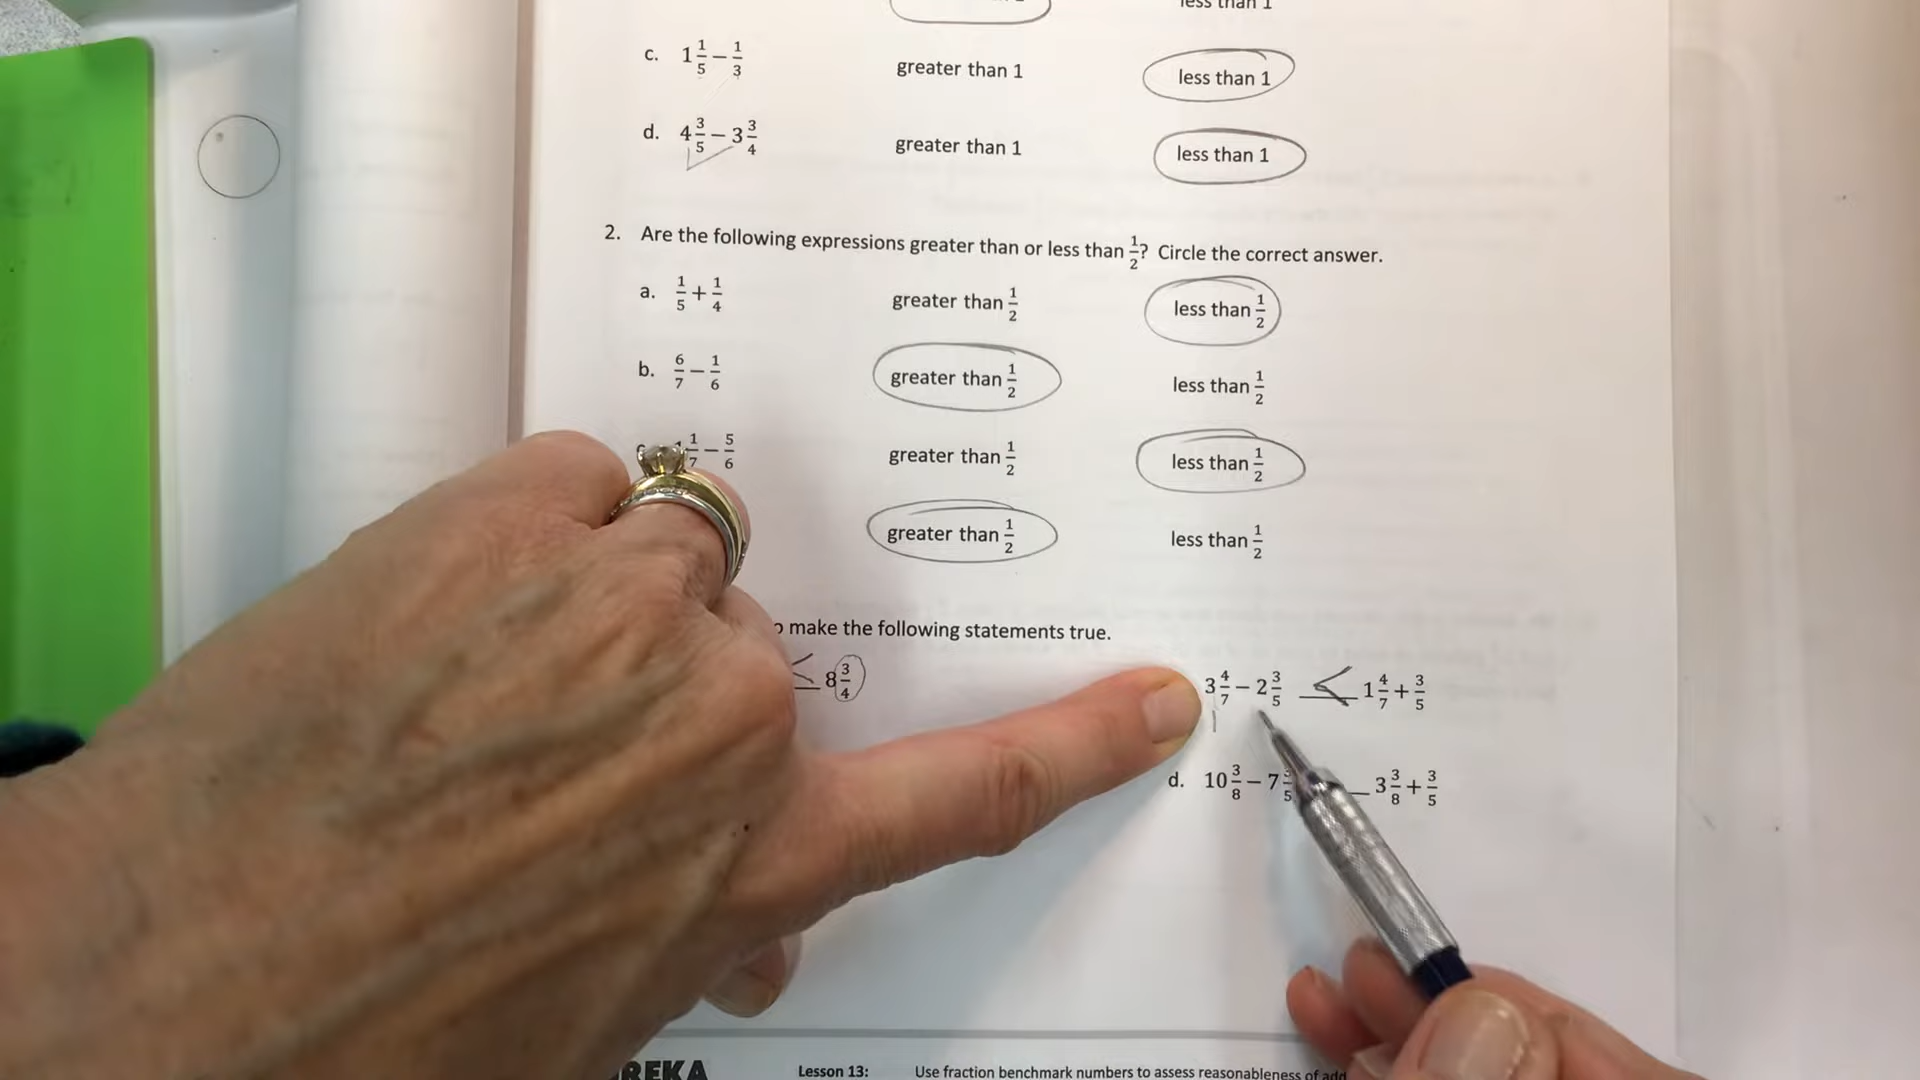 less than 1
c. 1 1/5 − 1/3 greater than 1 less than 1
d. 4 3/5 − 3 3/4 greater than 1 less than 1
2. Are the following expressions greater than or less than 1/2? Circle the correct answer.
a. 1/5 + 1/4 greater than 1/2 less than 1/2
b. 6/7 − 1/6 greater than 1/2 less than 1/2
1/7 − 5/6 greater than 1/2 less than 1/2
greater than 1/2 less than 1/2
make the following statements true.
< 8 3/4 3 4/7 − 2 3/5 < 1 4/7 + 3/5
d. 10 3/8 − 7 3/5 _ 3 3/8 + 3/5
Lesson 13: Use fraction benchmark numbers to assess reasonableness of